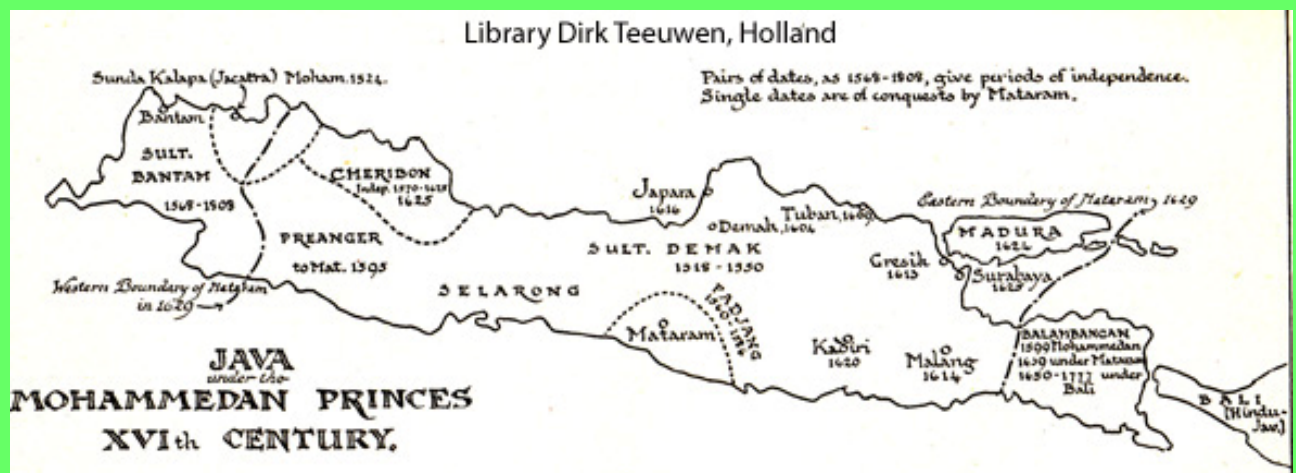 Library Dirk Teeuwen, Holland
Sunda Kalapa (Jacatra) Moham. 1524.
Pairs of dates, as 1568-1808, give periods of independence.
Single dates are of conquests by Mataram.
Bantam
SULT.
BANTAM
1568-1808
CHERIBON
Indep. 1570-1625
1625
PREANGER
to Mat. 1595
Western Boundary of Mataram
in 1629
SELARONG
Japara
1616
Demak, 1604
Tuban, 1609
SULT. DEMAK
1518-1550
Eastern Boundary of Mataram, 1629
MADURA
1624
Gresik
1613
Surabaya
1625
Mataram
PADJANG
Kadiri
1620
Malang
1614
BALAMBANGAN
1599 Mohammedan
1639 under Mataram
1650-1777 under
Bali
BALI
(Hindu-
Jav.)
JAVA
under the
MOHAMMEDAN PRINCES
XVIth CENTURY.